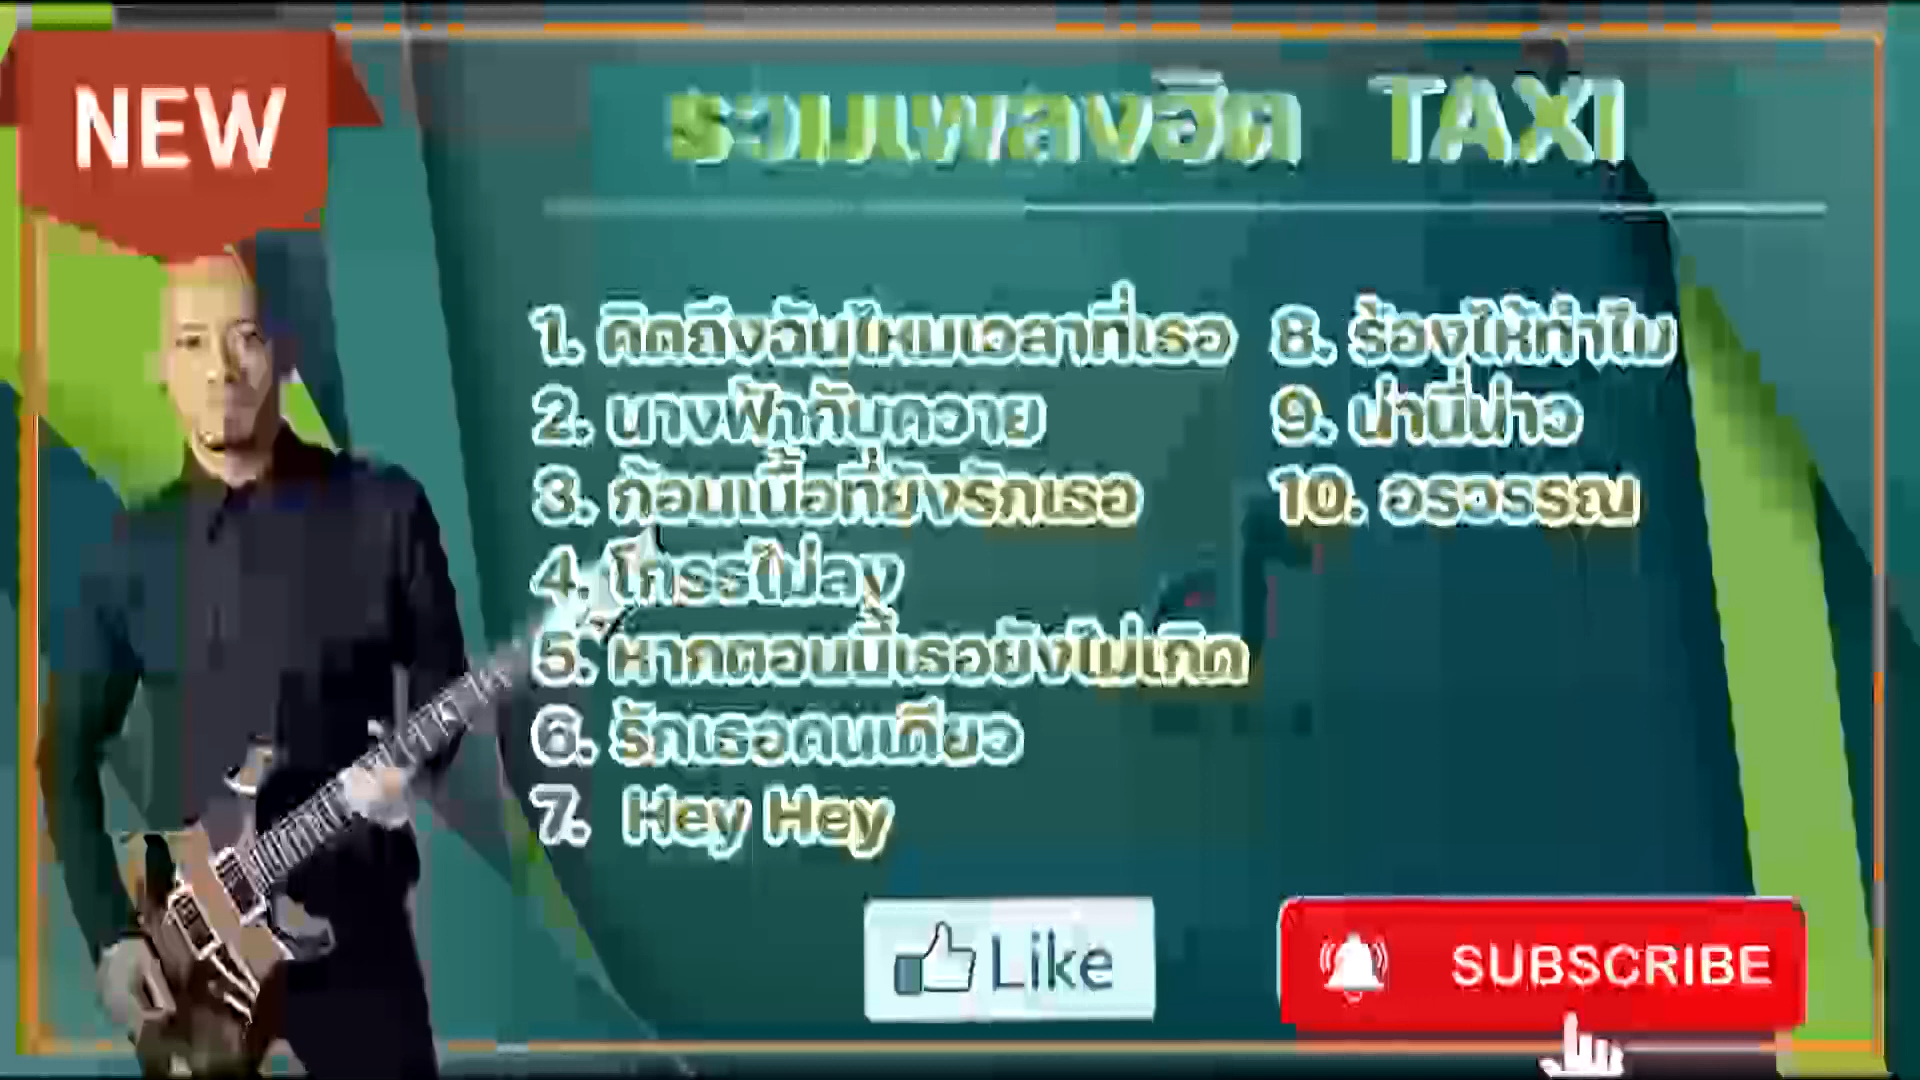 NEW
รวมเพลงฮิต TAXI
1. คิดถึงฉันไหมเวลาที่เธอ
2. นางฟ้ากับควาย
3. ก้อนเนื้อที่ยังรักเธอ
4. โกรธไม่ลง
5. หากตอนนี้เธอยังไม่เกิด
6. รักเธอคนเดียว
7. Hey Hey
8. ร้องไห้ทำไม
9. น่านี่น่าว
10. อรวรรณ
Like
SUBSCRIBE